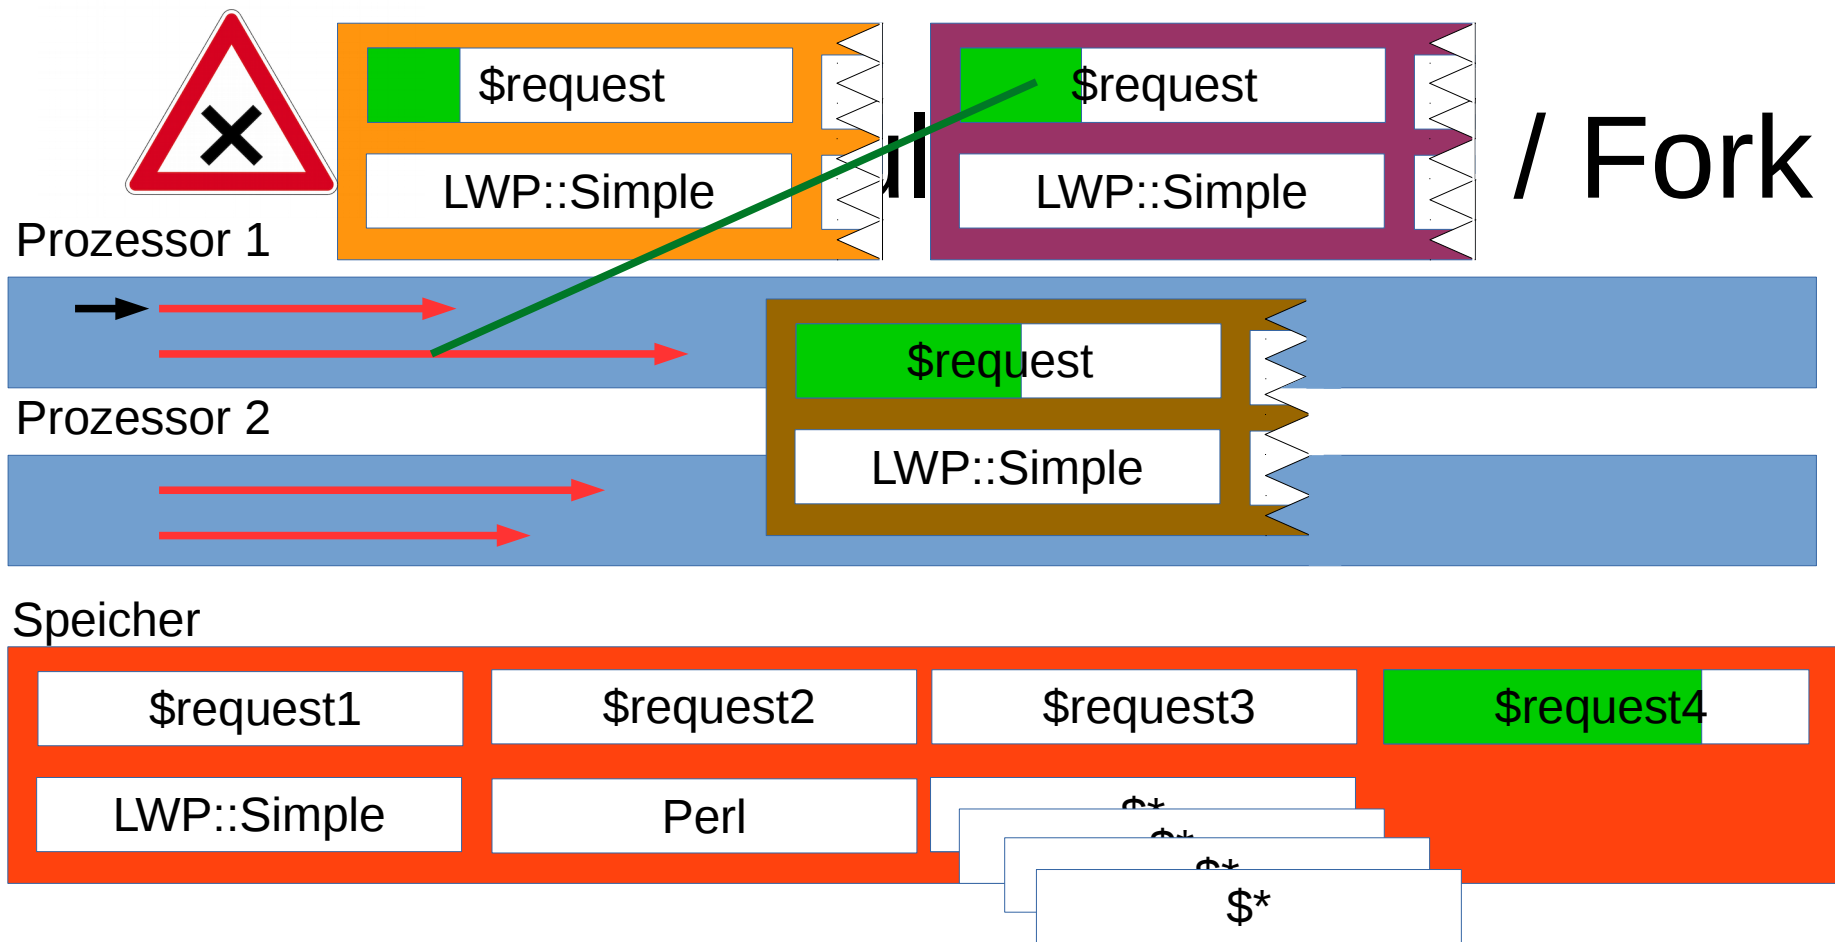 $request
$request
/ Fork
LWP::Simple
LWP::Simple
Prozessor 1
$request
Prozessor 2
LWP::Simple
Speicher
$request1
$request2
$request3
$request4
LWP::Simple
Perl
$*
$*
$*
$*